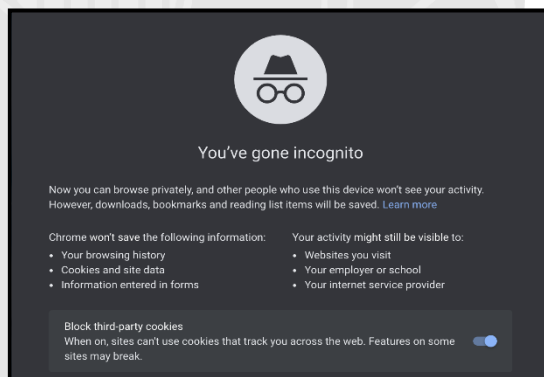 You've gone incognito
Now you can browse privately, and other people who use this device won't see your activity.
However, downloads, bookmarks and reading list items will be saved. Learn more
Chrome won't save the following information:
• Your browsing history
• Cookies and site data
• Information entered in forms
Your activity might still be visible to:
• Websites you visit
• Your employer or school
• Your internet service provider
Block third-party cookies
When on, sites can't use cookies that track you across the web. Features on some
sites may break.